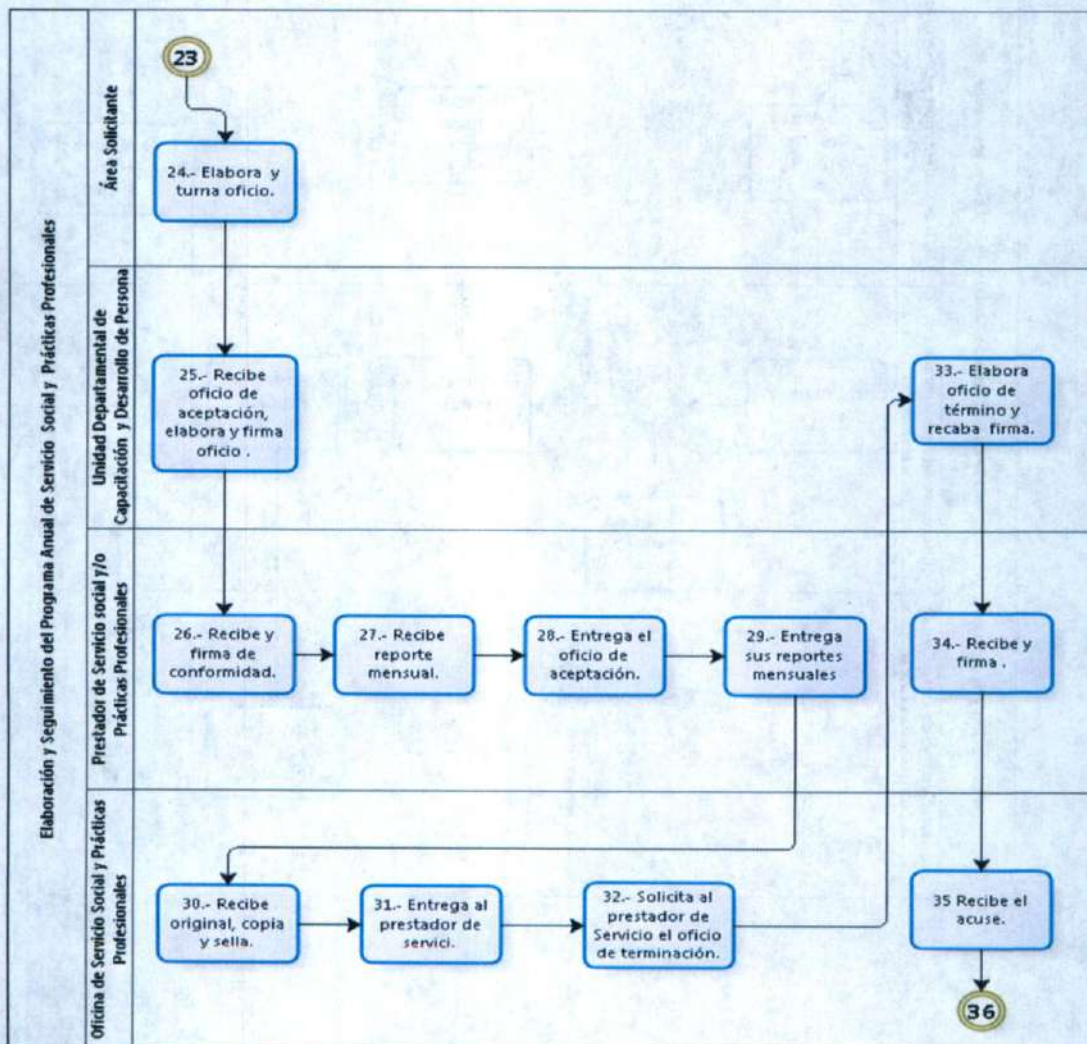 Elaboración y Seguimiento del Programa Anual de Servicio Social y Prácticas Profesionales
Área Solicitante
23
24.- Elabora y
turna oficio.
Unidad Departamental de
Capacitación y Desarrollo de Persona
25.- Recibe
oficio de
aceptación,
elabora y firma
oficio .
33.- Elabora
oficio de
término y
recaba firma.
Prestador de Servicio social y/o
Prácticas Profesionales
26.- Recibe y
firma de
conformidad.
27.- Recibe
reporte
mensual.
28.- Entrega el
oficio de
aceptación.
29.- Entrega
sus reportes
mensuales
34.- Recibe y
firma .
Oficina de Servicio Social y Prácticas
Profesionales
30.- Recibe
original, copia
y sella.
31.- Entrega al
prestador de
servici.
32.- Solicita al
prestador de
Servicio el oficio
de terminación.
35 Recibe el
acuse.
36